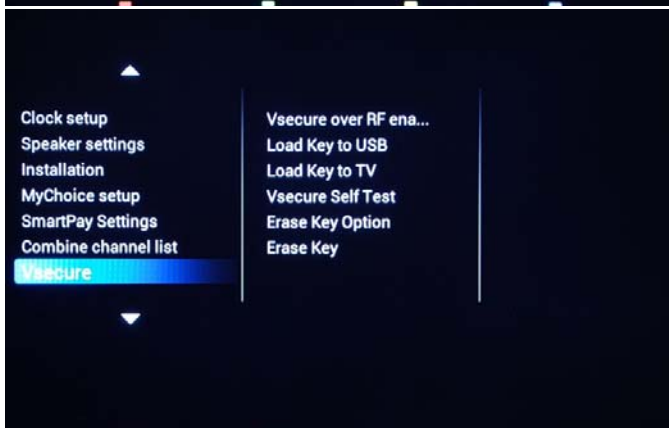 Clock setup
Speaker settings
Installation
MyChoice setup
SmartPay Settings
Combine channel list
Vsecure
Vsecure over RF ena...
Load Key to USB
Load Key to TV
Vsecure Self Test
Erase Key Option
Erase Key